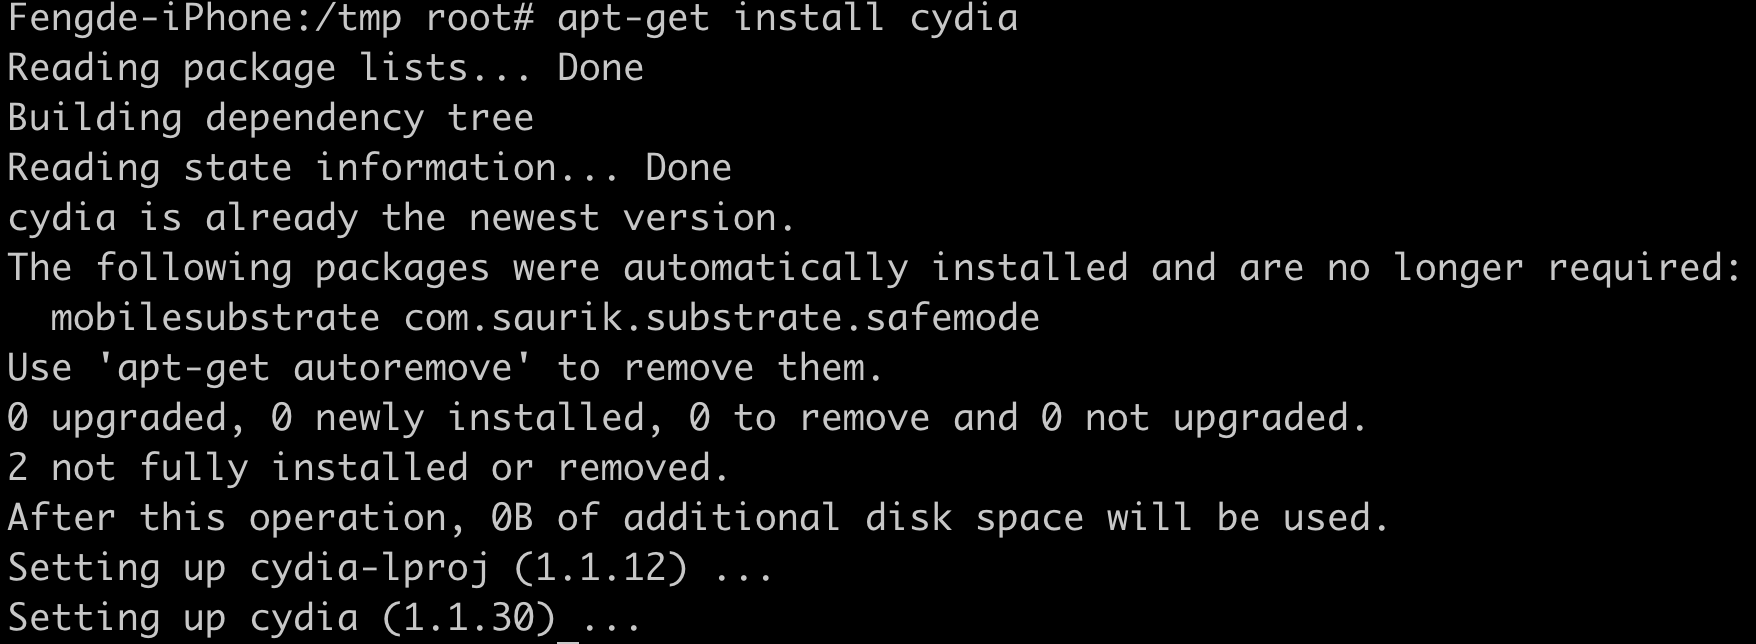 Fengde-iPhone:/tmp root# apt-get install cydia
Reading package lists... Done
Building dependency tree
Reading state information... Done
cydia is already the newest version.
The following packages were automatically installed and are no longer required:
  mobilesubstrate com.saurik.substrate.safemode
Use 'apt-get autoremove' to remove them.
0 upgraded, 0 newly installed, 0 to remove and 0 not upgraded.
2 not fully installed or removed.
After this operation, 0B of additional disk space will be used.
Setting up cydia-lproj (1.1.12) ...
Setting up cydia (1.1.30) ...